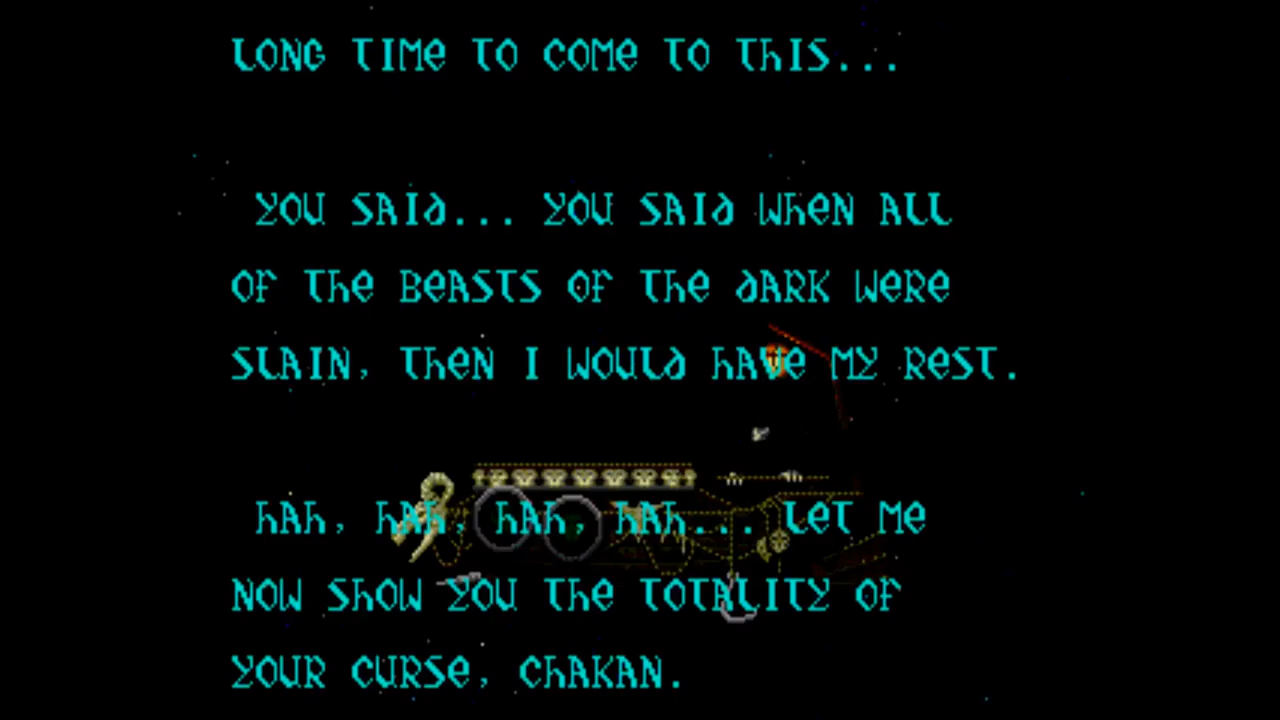 LONG TIME TO COME TO ThIS...
YOU SAId... YOU SAId WheN ALL
OF The BeASTS OF The dARK WeRe
SLAIN, TheN I WOULd hAVe MY ReST.
hAh, hAh, hAh, hAh... LeT Me
NOW ShOW YOU The TOTALITY OF
YOUR CURSe, ChAKAN.